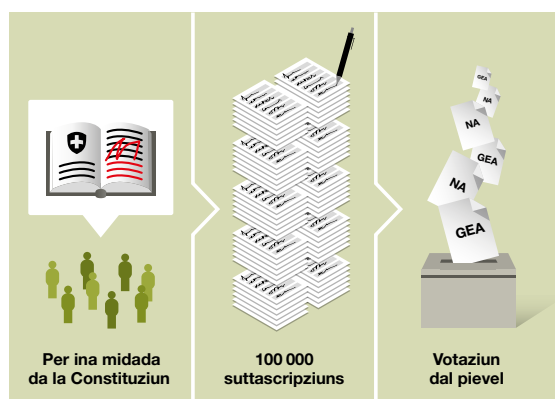 GEA
NA
NA
GEA
NA
GEA
Per ina midada
da la Constituziun
100 000
suttascripziuns
Votaziun
dal pievel